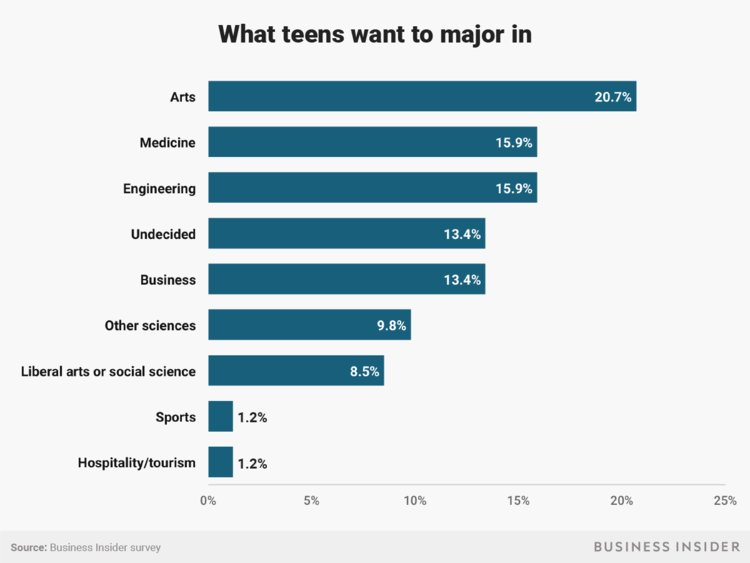 What teens want to major in
Arts 20.7%
Medicine 15.9%
Engineering 15.9%
Undecided 13.4%
Business 13.4%
Other sciences 9.8%
Liberal arts or social science 8.5%
Sports 1.2%
Hospitality/tourism 1.2%
0% 5% 10% 15% 20% 25%
Source: Business Insider survey BUSINESS INSIDER